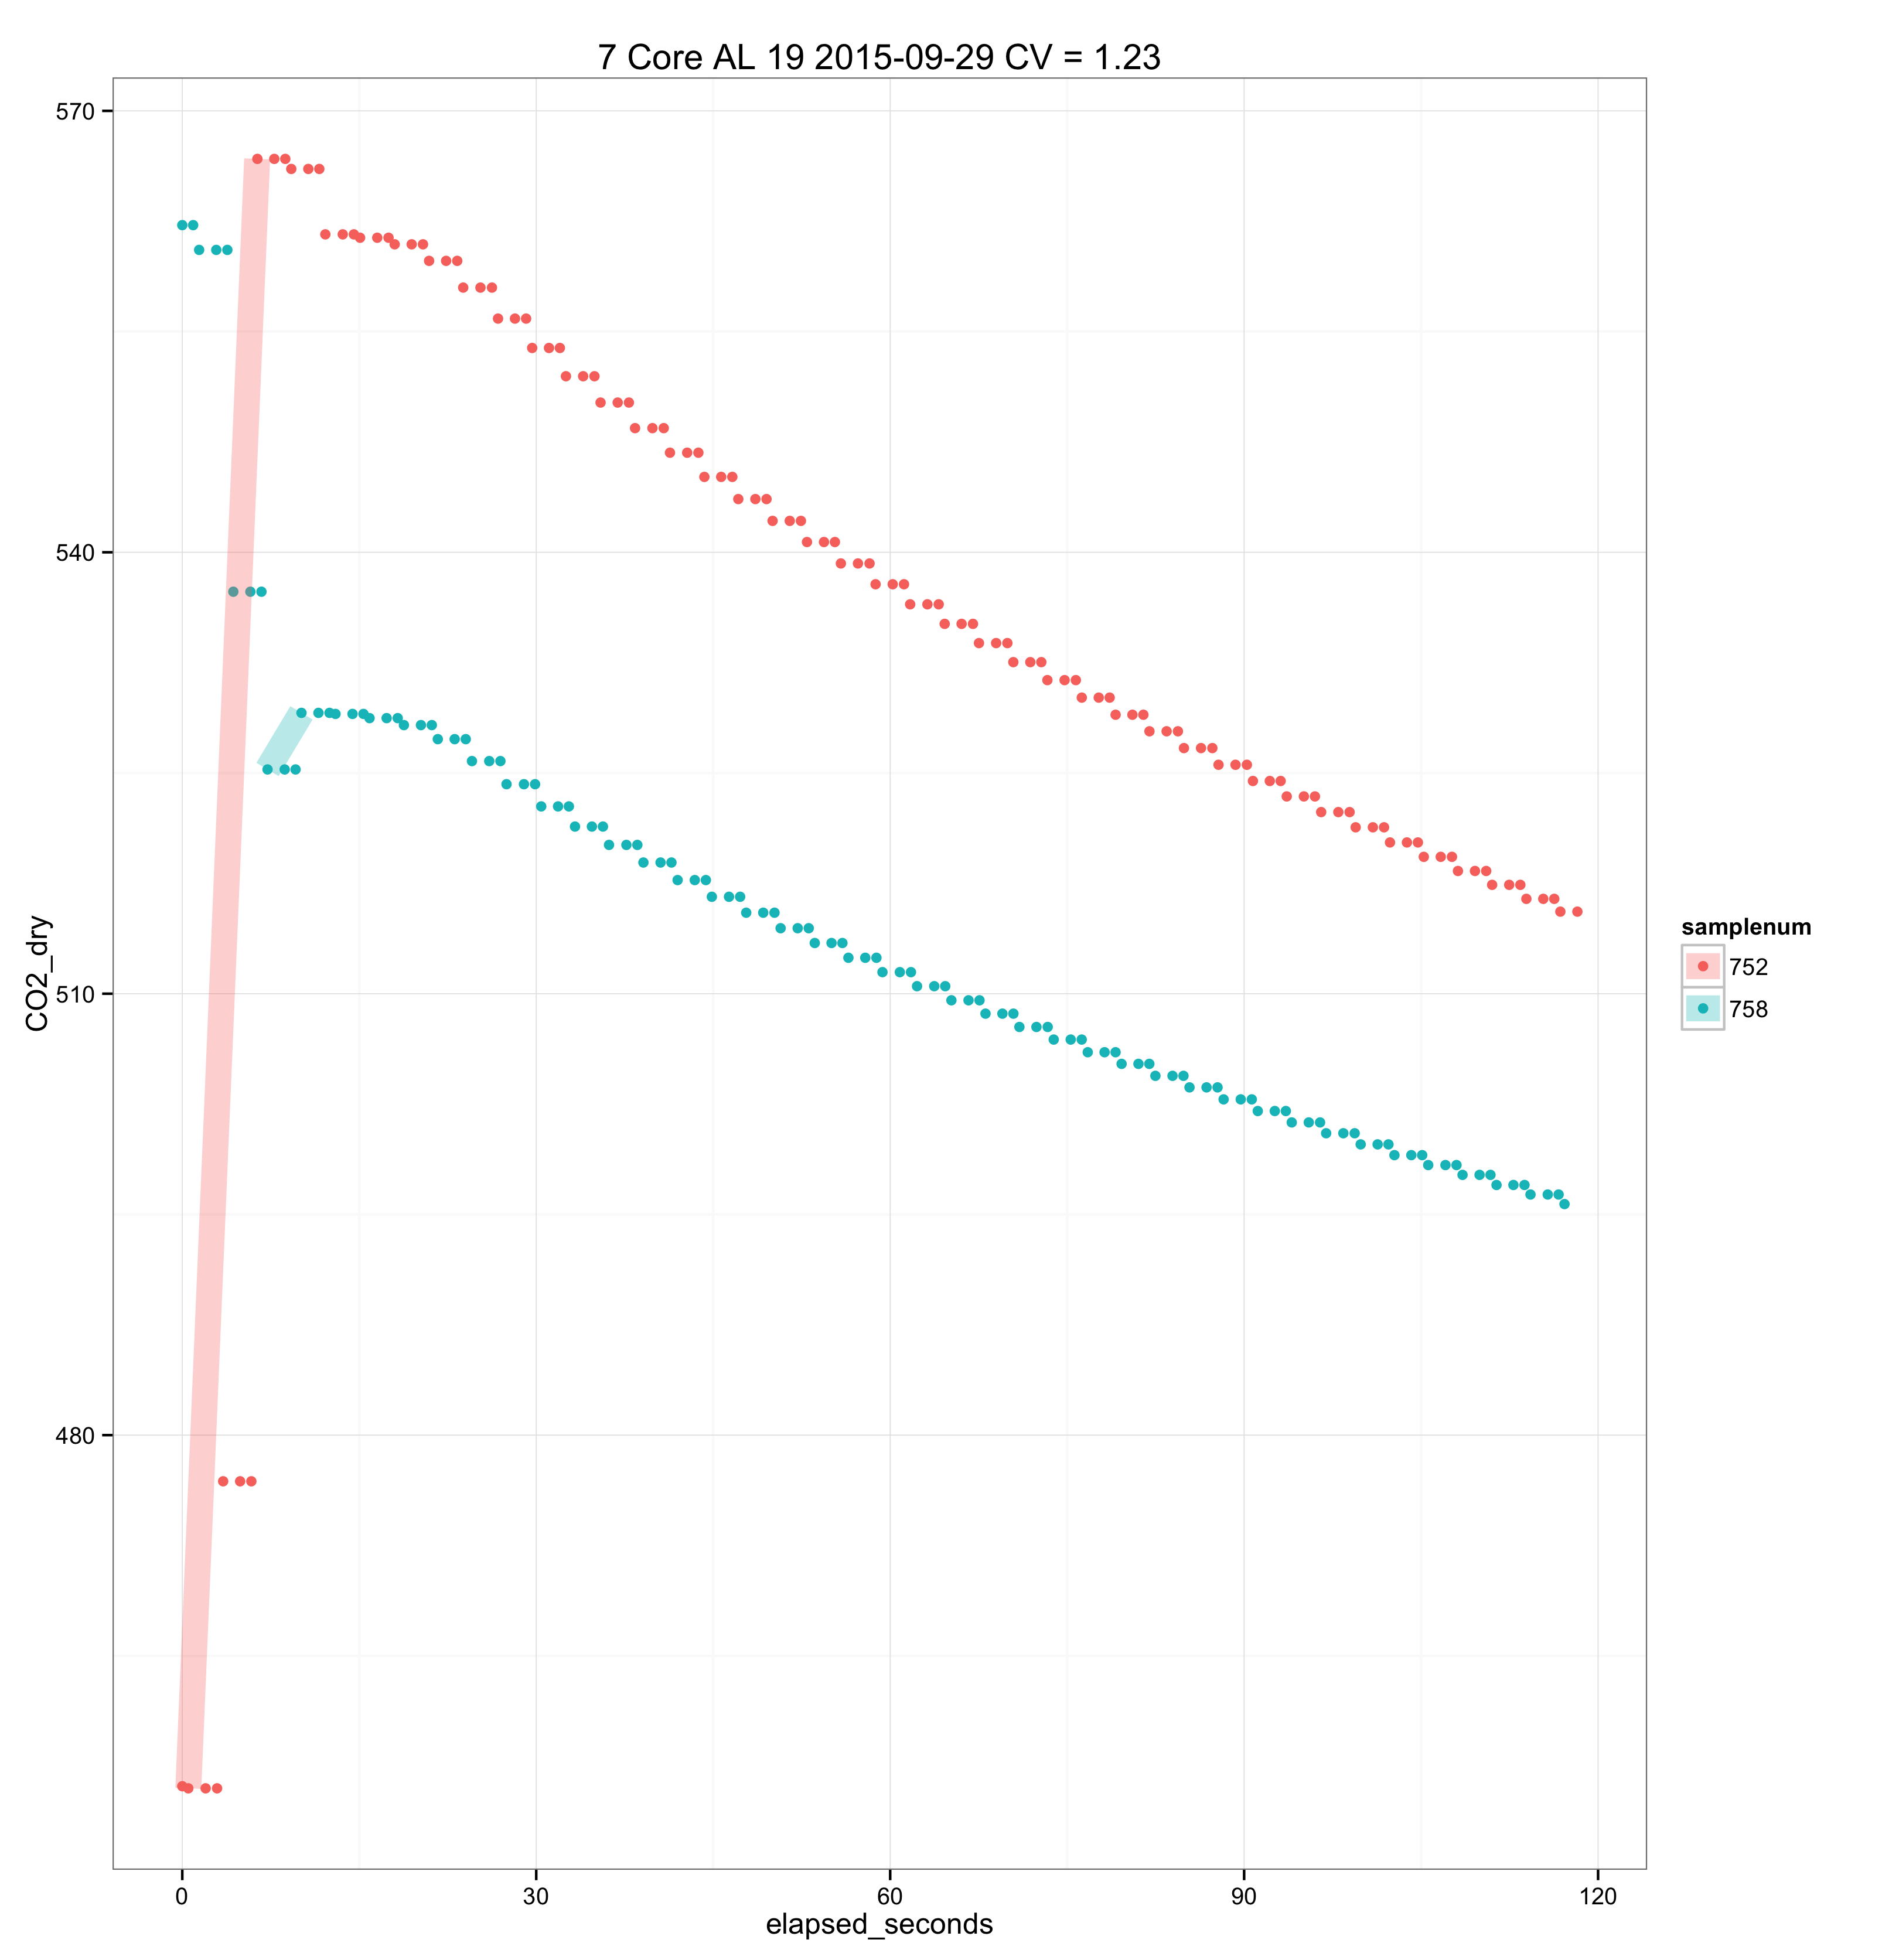 7 Core AL 19 2015-09-29 CV = 1.23
570
540
510
480
CO2_dry
0 30 60 90 120
elapsed_seconds
samplenum
752
758